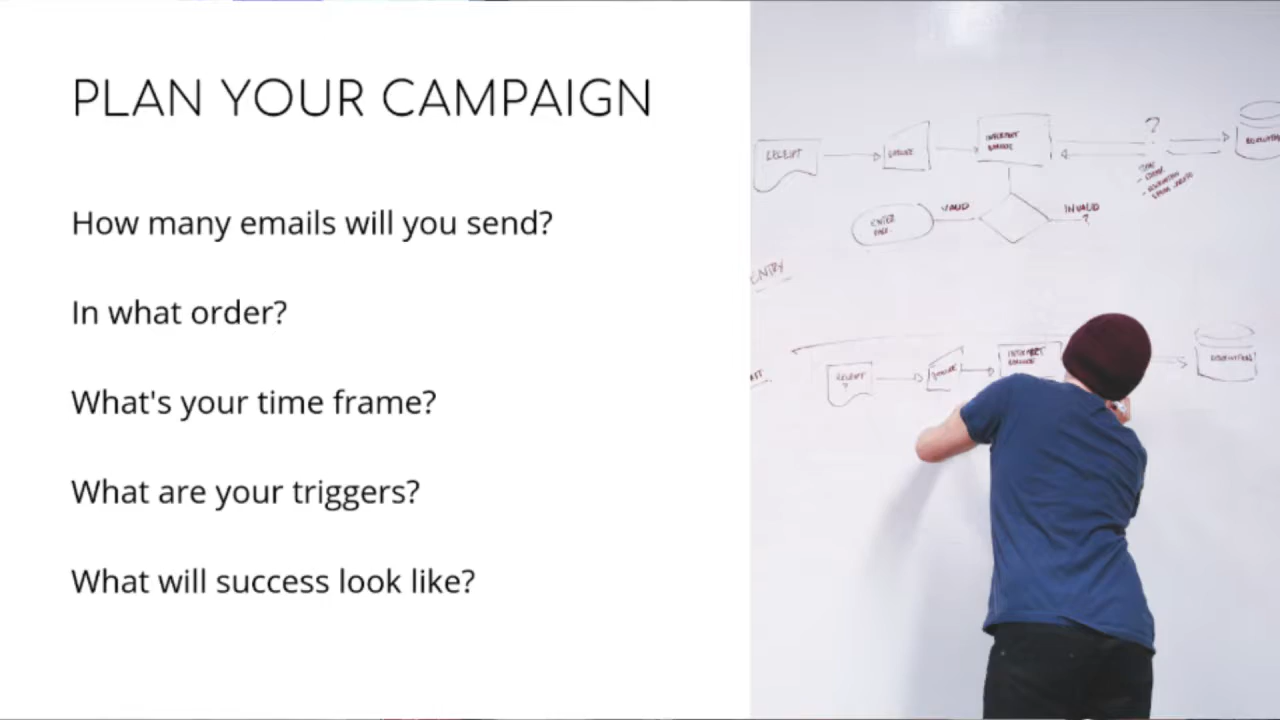 PLAN YOUR CAMPAIGN
How many emails will you send?
In what order?
What's your time frame?
What are your triggers?
What will success look like?
RECEIPT
?
VALID
INVALID
?
ENTER
RECEIPT
?